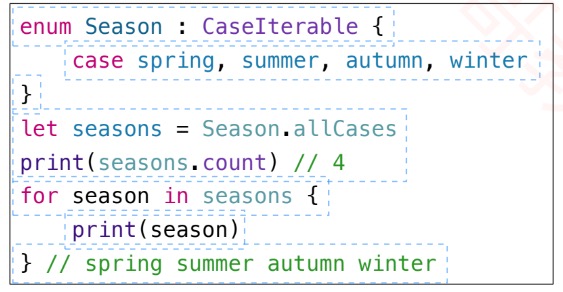 enum Season : CaseIterable {
    case spring, summer, autumn, winter
}
let seasons = Season.allCases
print(seasons.count) // 4
for season in seasons {
    print(season)
} // spring summer autumn winter